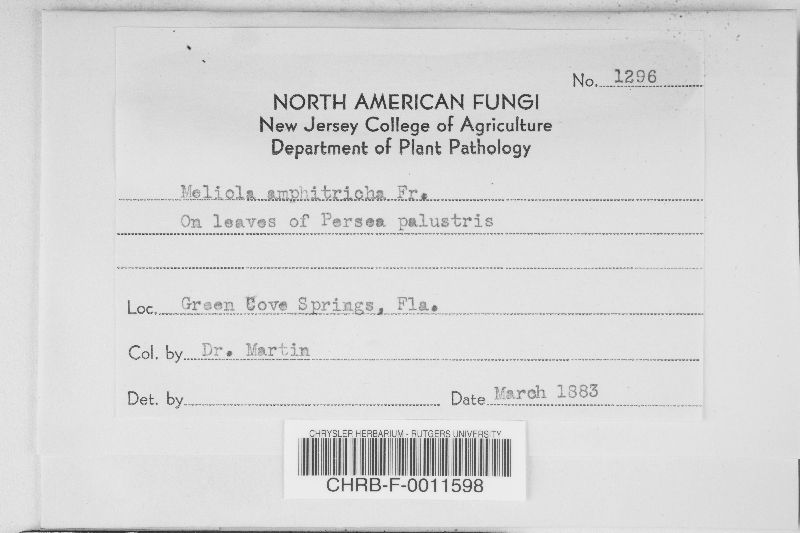 No. 1296
NORTH AMERICAN FUNGI
New Jersey College of Agriculture
Department of Plant Pathology
Meliola amphitricha Fr.
On leaves of Persea palustris
Loc. Green Cove Springs, Fla.
Col. by Dr. Martin
Det. by
Date March 1883
CHRYSLER HERBARIUM - RUTGERS UNIVERSITY
CHRB-F-0011598